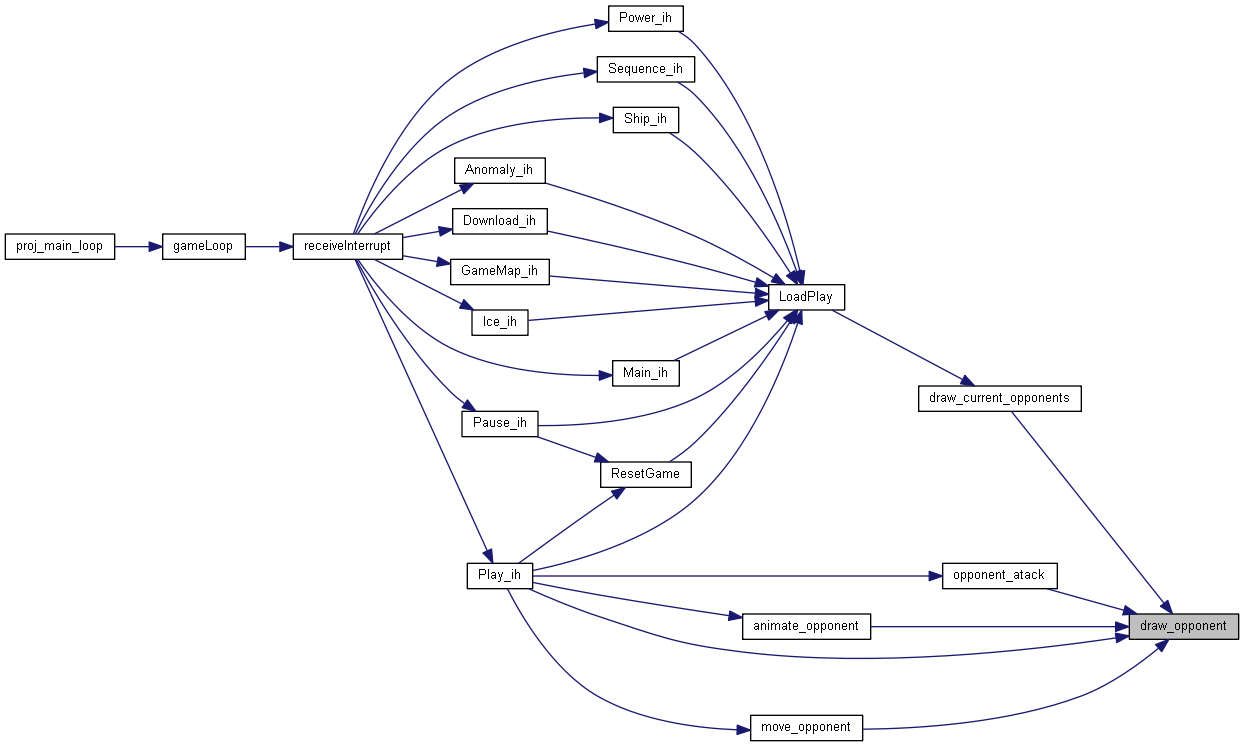 Power_ih
Sequence_ih
Ship_ih
Anomaly_ih
Download_ih
proj_main_loop
gameLoop
receiveInterrupt
GameMap_ih
LoadPlay
Ice_ih
Main_ih
draw_current_opponents
Pause_ih
ResetGame
Play_ih
opponent_atack
animate_opponent
draw_opponent
move_opponent